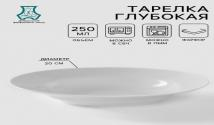 ТАРЕЛКА
ГЛУБОКАЯ
250 МЛ
ОБЪЕМ
МОЖНО
В СВЧ
МОЖНО
В ПММ
ФАРФОР
ДИАМЕТР
20 СМ